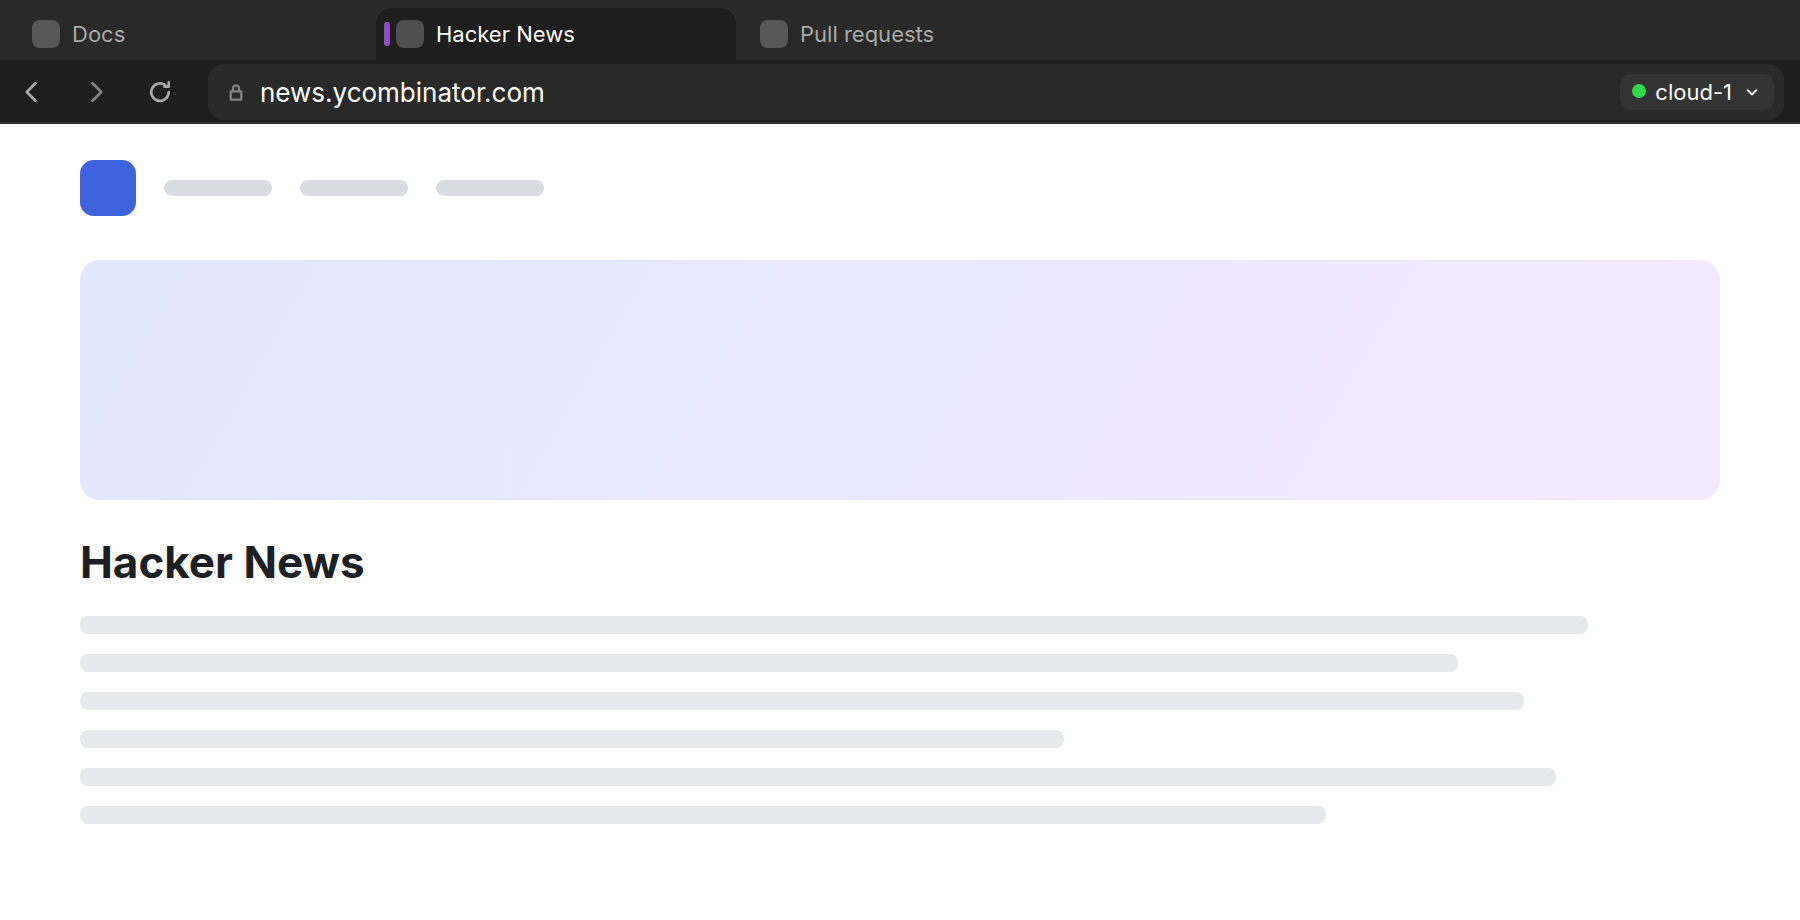 Docs
Hacker News
Pull requests
news.ycombinator.com
cloud-1
Hacker News